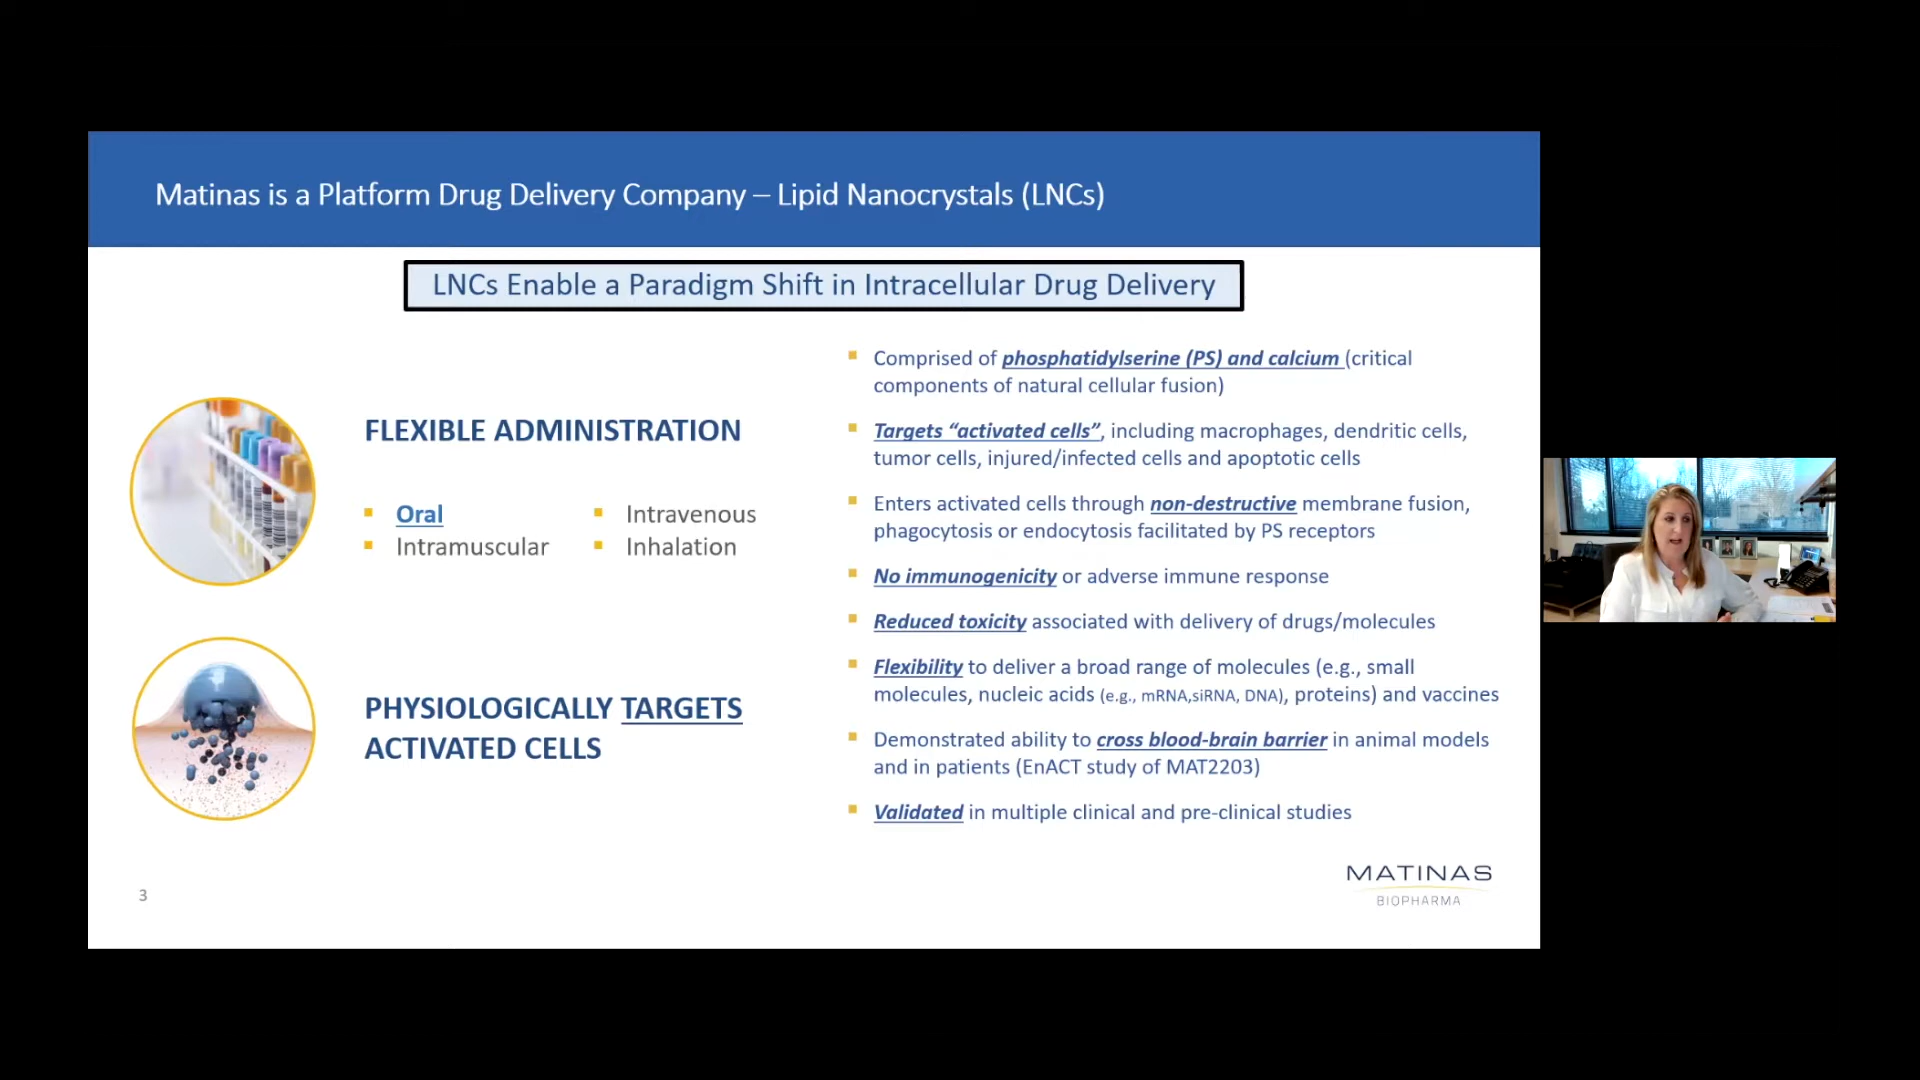 Matinas is a Platform Drug Delivery Company – Lipid Nanocrystals (LNCs)
LNCs Enable a Paradigm Shift in Intracellular Drug Delivery
FLEXIBLE ADMINISTRATION
▪ Oral
▪ Intramuscular
▪ Intravenous
▪ Inhalation
PHYSIOLOGICALLY TARGETS
ACTIVATED CELLS
▪ Comprised of phosphatidylserine (PS) and calcium (critical
components of natural cellular fusion)
▪ Targets “activated cells”, including macrophages, dendritic cells,
tumor cells, injured/infected cells and apoptotic cells
▪ Enters activated cells through non-destructive membrane fusion,
phagocytosis or endocytosis facilitated by PS receptors
▪ No immunogenicity or adverse immune response
▪ Reduced toxicity associated with delivery of drugs/molecules
▪ Flexibility to deliver a broad range of molecules (e.g., small
molecules, nucleic acids (e.g., mRNA,siRNA, DNA), proteins) and vaccines
▪ Demonstrated ability to cross blood-brain barrier in animal models
and in patients (EnACT study of MAT2203)
▪ Validated in multiple clinical and pre-clinical studies
3
MATINAS
BIOPHARMA